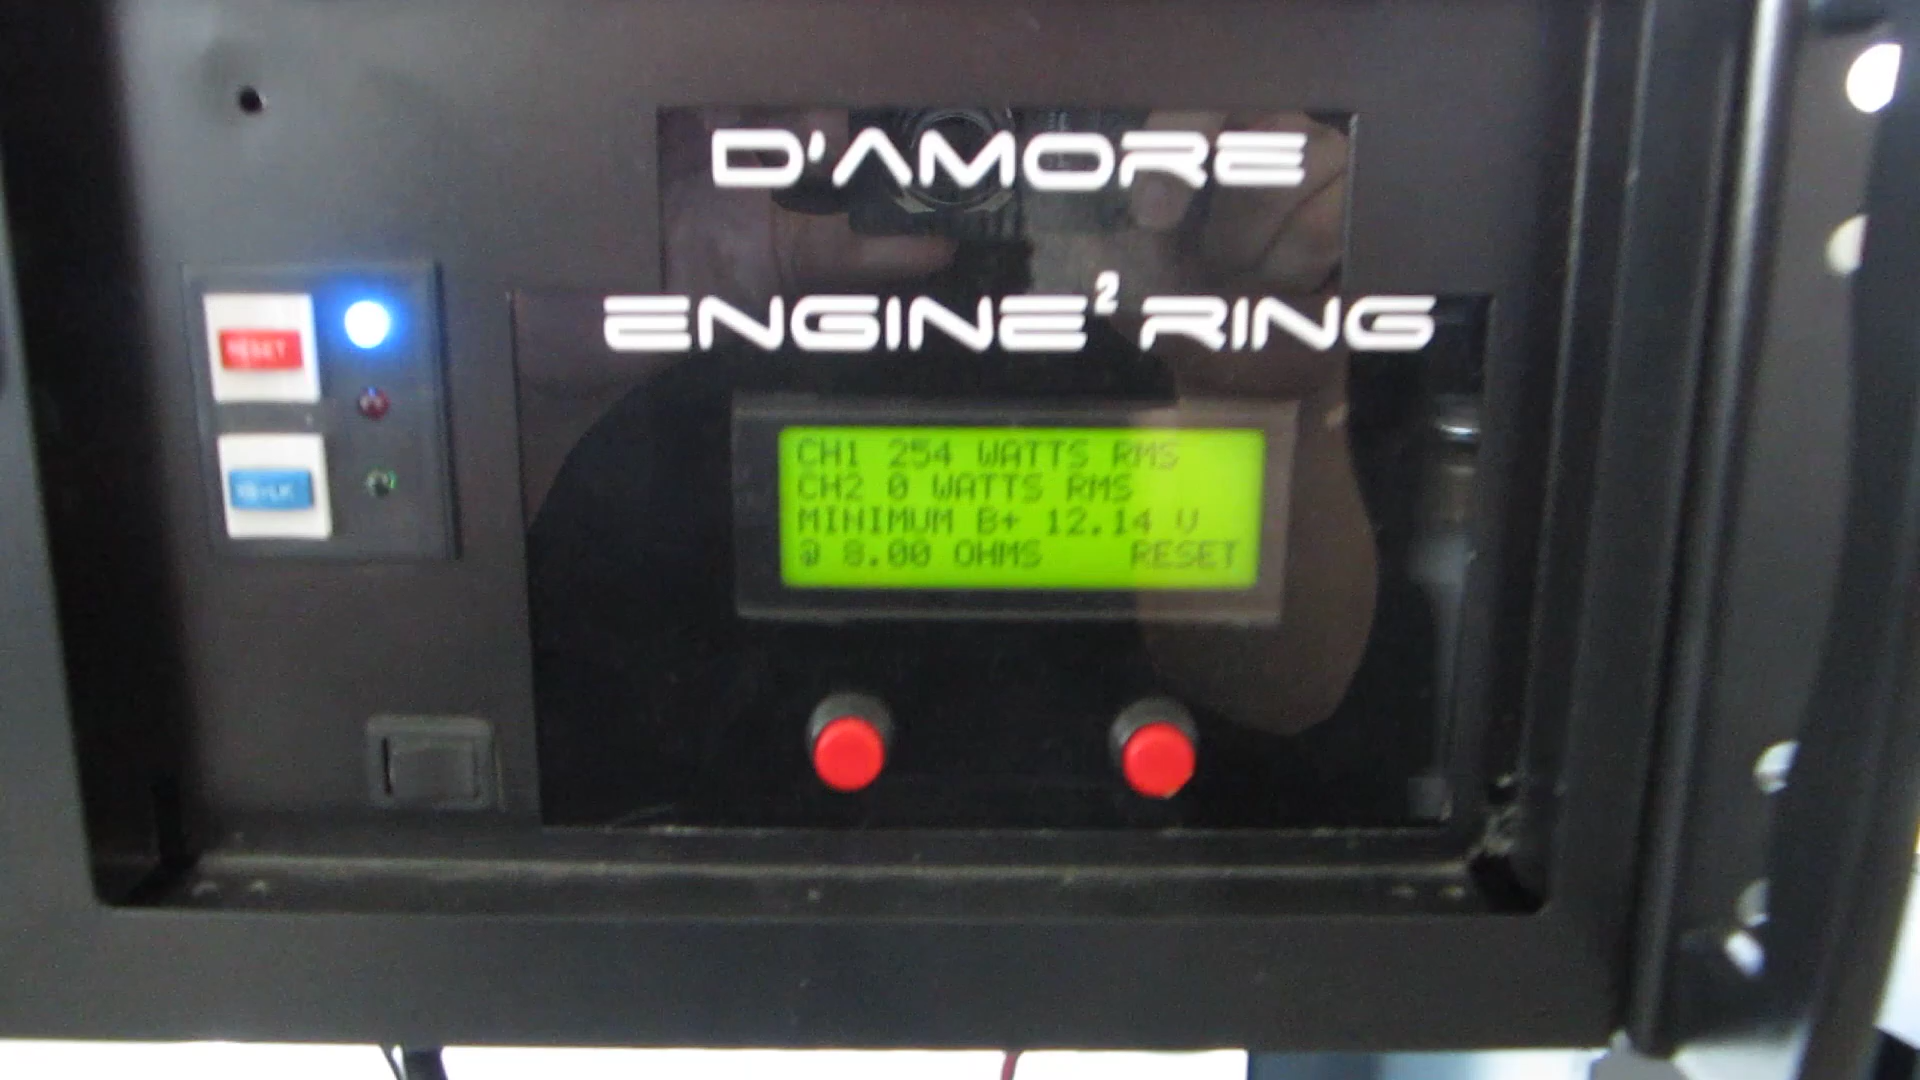 D'AMORE
ENGINE² RING
RESET
CH1 254 WATTS RMS
CH2 0 WATTS RMS
MINIMUM B+ 12.14 V
@ 8.00 OHMS RESET